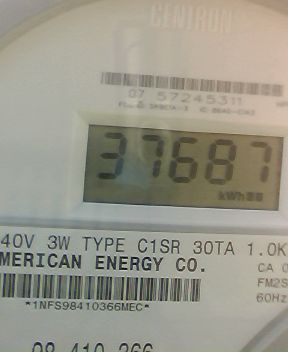 CENTRON
07 57245311
37687
kWh
40V 3W TYPE C1SR 30TA 1.0K
MERICAN ENERGY CO.
CA 0
FM2S
60Hz
*1NFS98410366MEC*
98 410 366